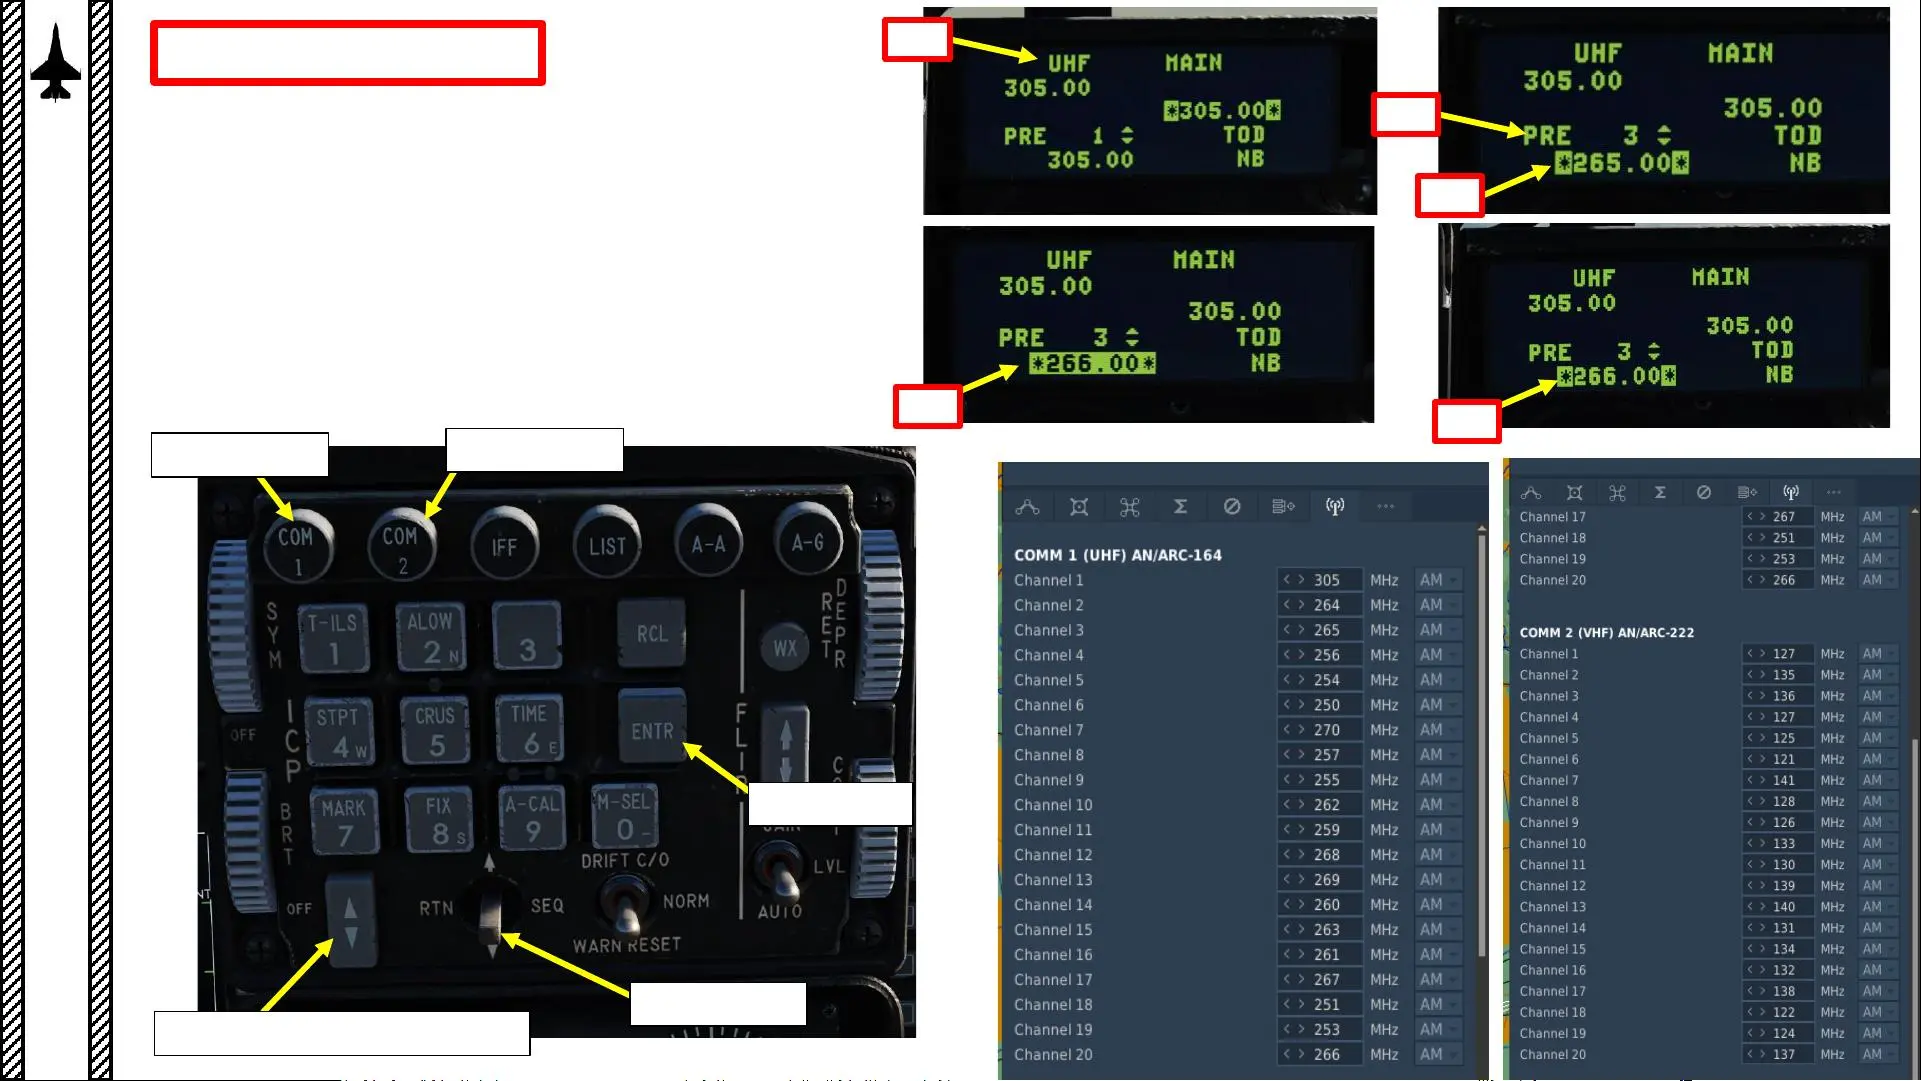 UHF MAIN
305.00
*305.00*
PRE 1 TOD
305.00 NB
UHF MAIN
305.00
305.00
PRE 3 TOD
*265.00* NB
UHF MAIN
305.00
305.00
PRE 3 TOD
*266.00* NB
UHF MAIN
305.00
305.00
PRE 3 TOD
*266.00* NB
COM 1
COM 2
IFF
LIST
A-A
A-G
SYM
RET
DEPR
T-ILS 1
ALOW 2 N
3
RCL
WX
ICP
OFF
STPT 4 W
CRUS 5
TIME 6 E
ENTR
BRT
MARK 7
FIX 8 S
A-CAL 9
M-SEL 0 –
DRIFT C/O
LVL
OFF
RTN
SEQ
NORM
AUTO
WARN RESET
COMM 1 (UHF) AN/ARC-164
Channel 1 < > 305 MHz AM
Channel 2 < > 264 MHz AM
Channel 3 < > 265 MHz AM
Channel 4 < > 256 MHz AM
Channel 5 < > 254 MHz AM
Channel 6 < > 250 MHz AM
Channel 7 < > 270 MHz AM
Channel 8 < > 257 MHz AM
Channel 9 < > 255 MHz AM
Channel 10 < > 262 MHz AM
Channel 11 < > 259 MHz AM
Channel 12 < > 268 MHz AM
Channel 13 < > 269 MHz AM
Channel 14 < > 260 MHz AM
Channel 15 < > 263 MHz AM
Channel 16 < > 261 MHz AM
Channel 17 < > 267 MHz AM
Channel 18 < > 251 MHz AM
Channel 19 < > 253 MHz AM
Channel 20 < > 266 MHz AM
Channel 17 < > 267 MHz AM
Channel 18 < > 251 MHz AM
Channel 19 < > 253 MHz AM
Channel 20 < > 266 MHz AM
COMM 2 (VHF) AN/ARC-222
Channel 1 < > 127 MHz AM
Channel 2 < > 135 MHz AM
Channel 3 < > 136 MHz AM
Channel 4 < > 127 MHz AM
Channel 5 < > 125 MHz AM
Channel 6 < > 121 MHz AM
Channel 7 < > 141 MHz AM
Channel 8 < > 128 MHz AM
Channel 9 < > 126 MHz AM
Channel 10 < > 133 MHz AM
Channel 11 < > 130 MHz AM
Channel 12 < > 139 MHz AM
Channel 13 < > 140 MHz AM
Channel 14 < > 131 MHz AM
Channel 15 < > 134 MHz AM
Channel 16 < > 132 MHz AM
Channel 17 < > 138 MHz AM
Channel 18 < > 122 MHz AM
Channel 19 < > 124 MHz AM
Channel 20 < > 137 MHz AM